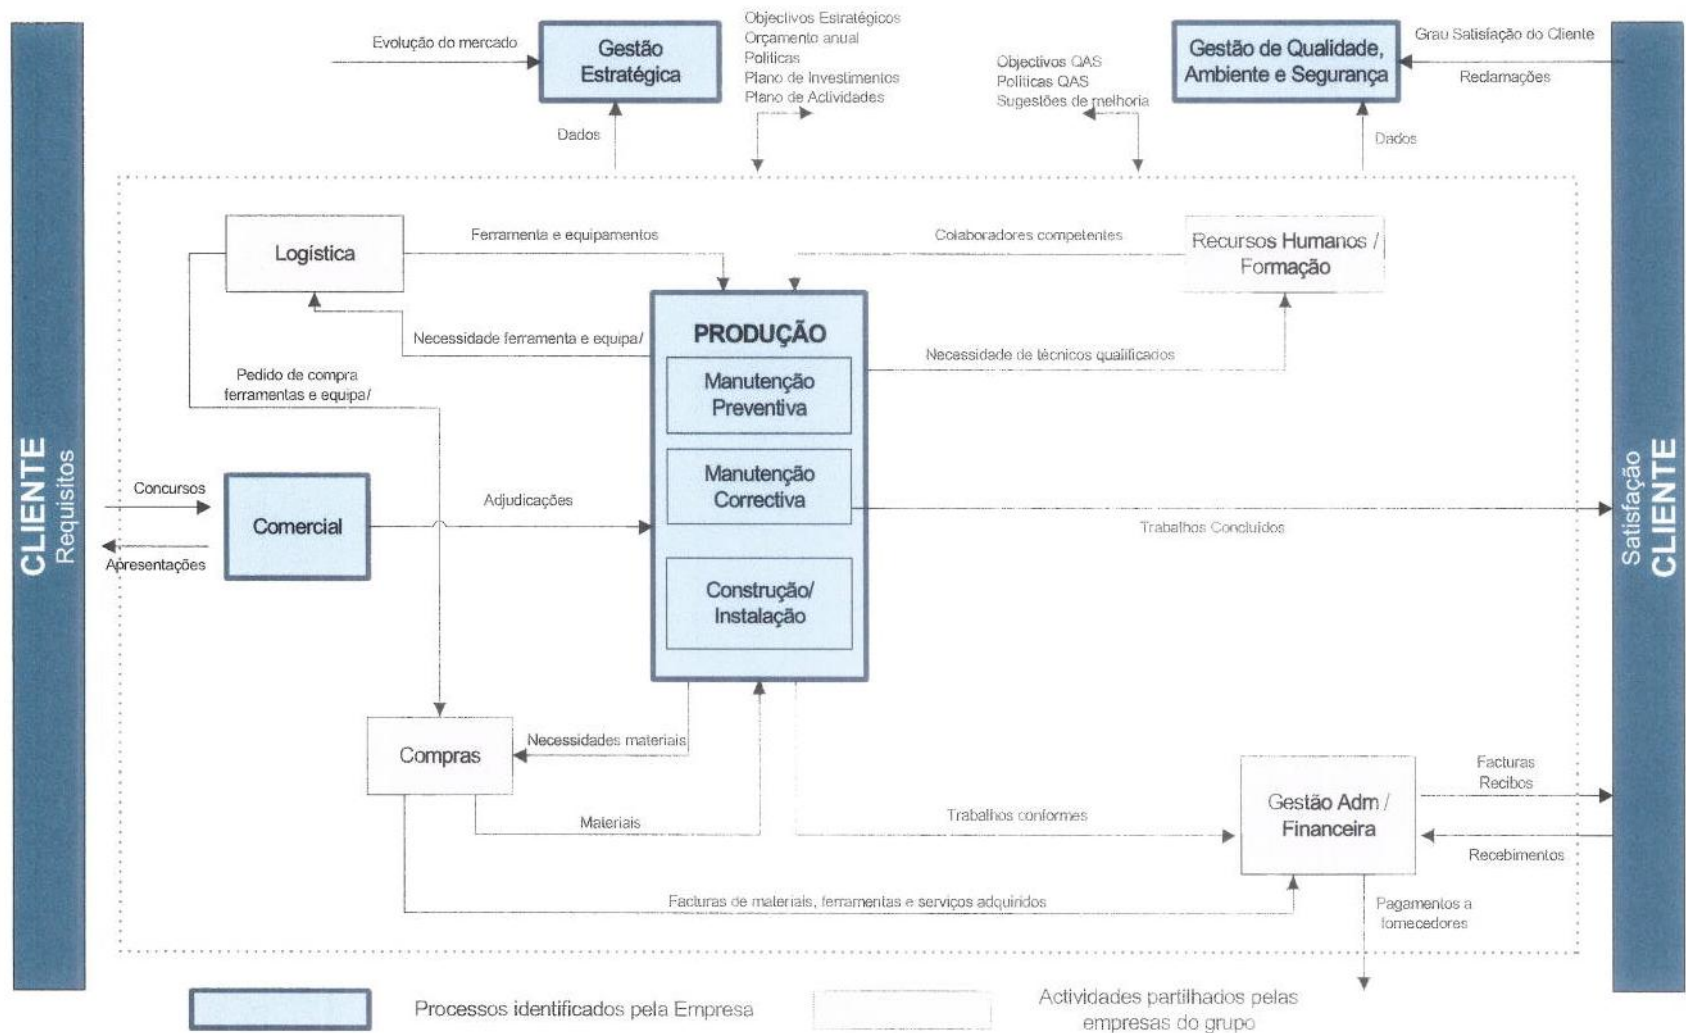 Objectivos Estratégicos
Orçamento anual
Políticas
Plano de Investimentos
Plano de Actividades
Evolução do mercado
Gestão
Estratégica
Dados
Objectivos QAS
Políticas QAS
Sugestões de melhoria
Gestão de Qualidade,
Ambiente e Segurança
Grau Satisfação do Cliente
Reclamações
Dados
CLIENTE
Requisitos
Logística
Ferramenta e equipamentos
Colaboradores competentes
Recursos Humanos /
Formação
Necessidade ferramenta e equipa/
PRODUÇÃO
Manutenção
Preventiva
Manutenção
Correctiva
Construção/
Instalação
Necessidade de técnicos qualificados
Pedido de compra
ferramentas e equipa/
Concursos
Apresentações
Comercial
Adjudicações
Trabalhos Concluídos
Satisfação
CLIENTE
Compras
Necessidades materiais
Materiais
Trabalhos conformes
Gestão Adm /
Financeira
Facturas
Recibos
Recebimentos
Facturas de materiais, ferramentas e serviços adquiridos
Pagamentos a
fornecedores
Processos identificados pela Empresa
Actividades partilhados pelas
empresas do grupo